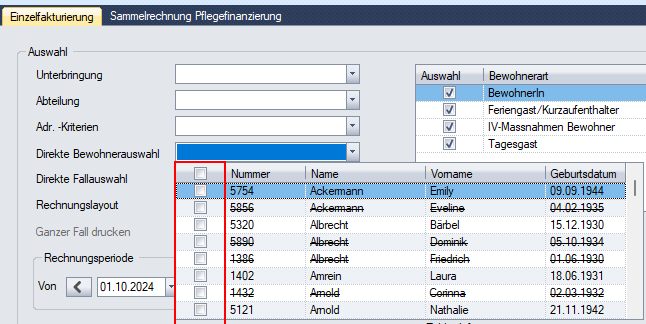 Einzelfakturierung Sammelrechnung Pflegefinanzierung
Auswahl
Unterbringung
Abteilung
Adr. -Kriterien
Direkte Bewohnerauswahl
Direkte Fallauswahl
Rechnungslayout
Ganzer Fall drucken
Rechnungsperiode
Von 01.10.2024
Auswahl Bewohnerart
BewohnerIn
Feriengast/Kurzaufenthalter
IV-Massnahmen Bewohner
Tagesgast
Nummer Name Vorname Geburtsdatum
5754 Ackermann Emily 09.09.1944
5856 Ackermann Eveline 04.02.1935
5320 Albrecht Bärbel 15.12.1930
5890 Albrecht Dominik 05.10.1934
1386 Albrecht Friedrich 01.06.1930
1402 Amrein Laura 18.06.1931
1432 Arnold Corinna 02.03.1932
5121 Arnold Nathalie 21.11.1942